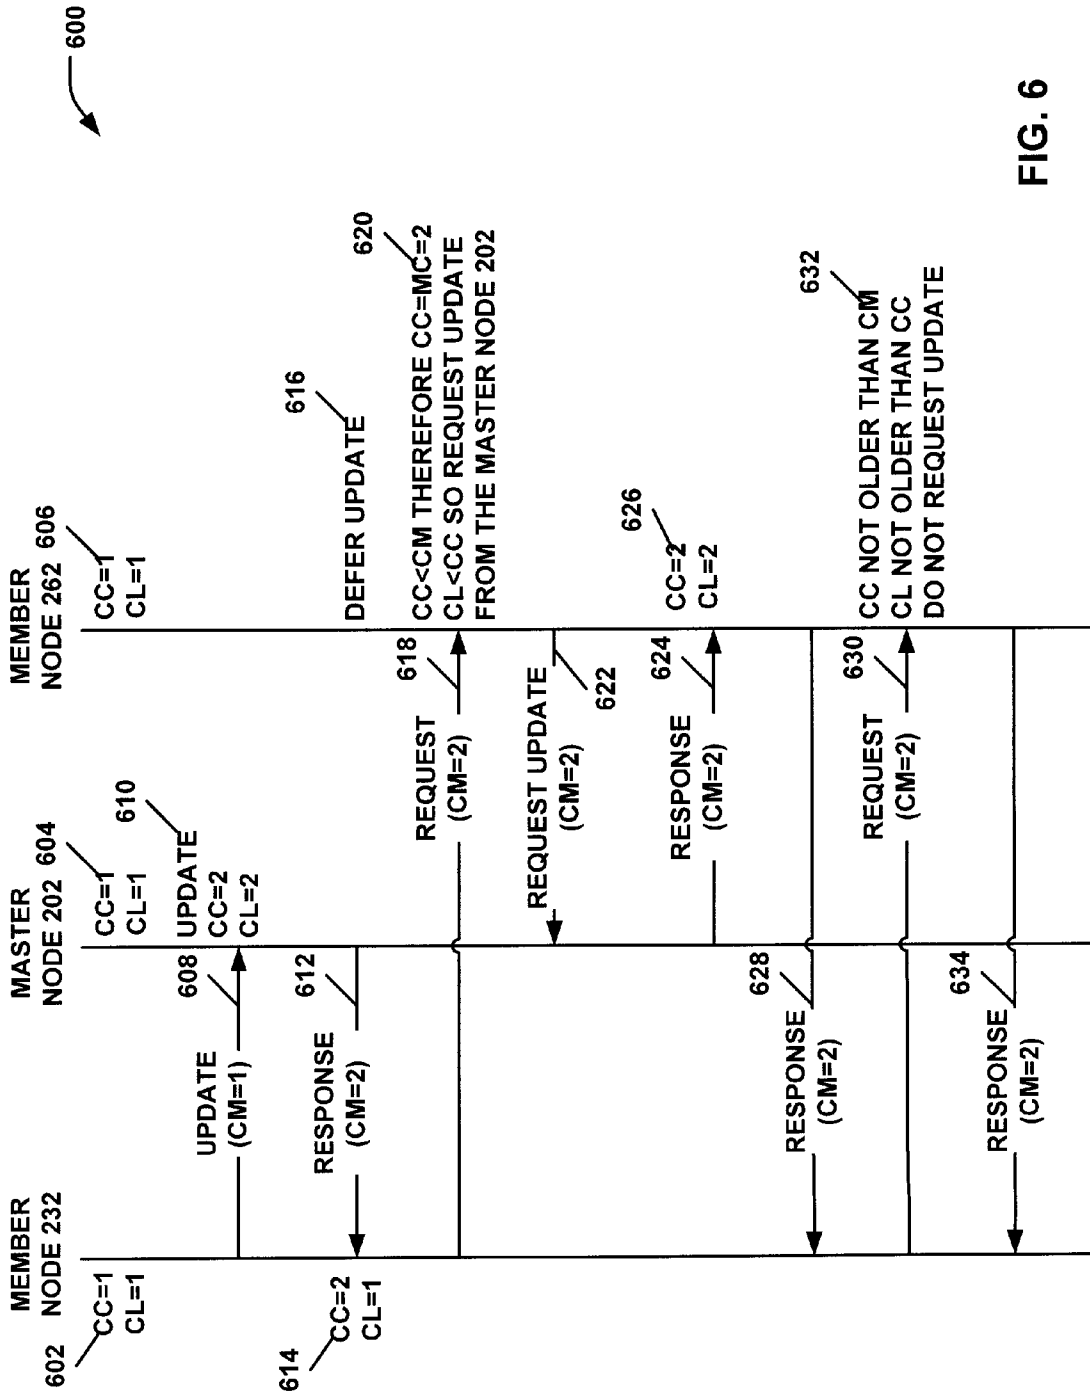 600
MEMBER
NODE 232
MASTER
NODE 202
MEMBER
NODE 262
602
CC=1
CL=1
604
CC=1
CL=1
606
CC=1
CL=1
608
UPDATE
(CM=1)
610
UPDATE
CC=2
CL=2
612
RESPONSE
(CM=2)
614
CC=2
CL=1
616
DEFER UPDATE
618
REQUEST
(CM=2)
620
CC<CM THEREFORE CC=MC=2
CL<CC SO REQUEST UPDATE
FROM THE MASTER NODE 202
622
REQUEST UPDATE
(CM=2)
624
RESPONSE
(CM=2)
626
CC=2
CL=2
628
RESPONSE
(CM=2)
630
REQUEST
(CM=2)
632
CC NOT OLDER THAN CM
CL NOT OLDER THAN CC
DO NOT REQUEST UPDATE
634
RESPONSE
(CM=2)
FIG. 6